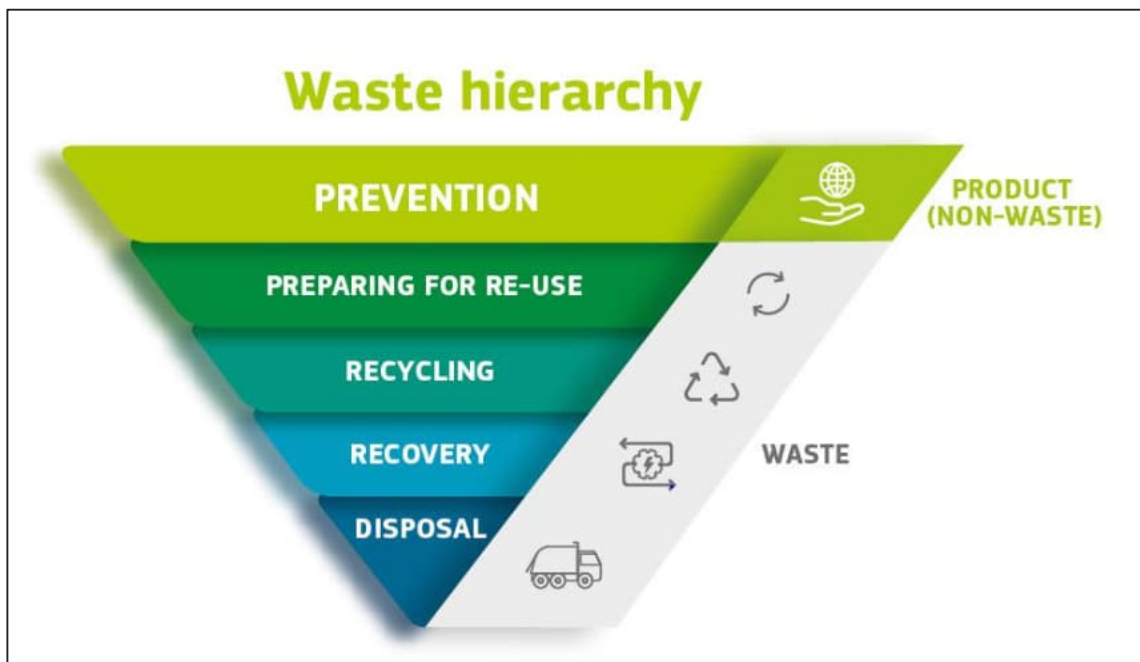 Waste hierarchy
PREVENTION
PRODUCT
(NON-WASTE)
PREPARING FOR RE-USE
RECYCLING
RECOVERY
WASTE
DISPOSAL